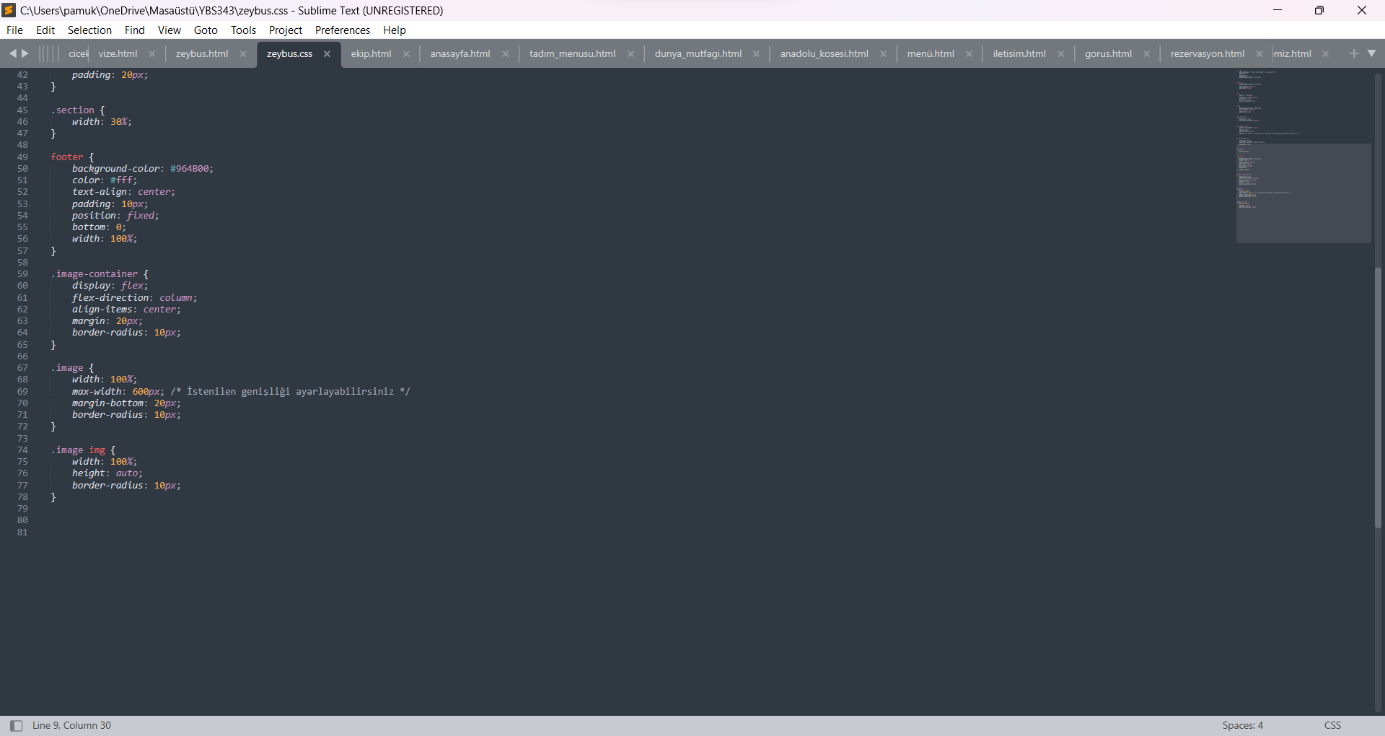 C:\Users\pamuk\OneDrive\Masaüstü\YBS343\zeybus.css - Sublime Text (UNREGISTERED)
File Edit Selection Find View Goto Tools Project Preferences Help
vize.html zeybus.html zeybus.css ekip.html anasayfa.html tadim_menusu.html dunya_mutfagi.html anadolu_kosesi.html menü.html iletisim.html gorus.html rezervasyon.html miz.html
42 padding: 20px;
43 }
44
45 .section {
46 width: 30%;
47 }
48
49 footer {
50 background-color: #964B00;
51 color: #fff;
52 text-align: center;
53 padding: 10px;
54 position: fixed;
55 bottom: 0;
56 width: 100%;
57 }
58
59 .image-container {
60 display: flex;
61 flex-direction: column;
62 align-items: center;
63 margin: 20px;
64 border-radius: 10px;
65 }
66
67 .image {
68 width: 100%;
69 max-width: 600px; /* İstenilen genişliği ayarlayabilirsiniz */
70 margin-bottom: 20px;
71 border-radius: 10px;
72 }
73
74 .image img {
75 width: 100%;
76 height: auto;
77 border-radius: 10px;
78 }
79
80
81
Line 9, Column 30 Spaces: 4 CSS